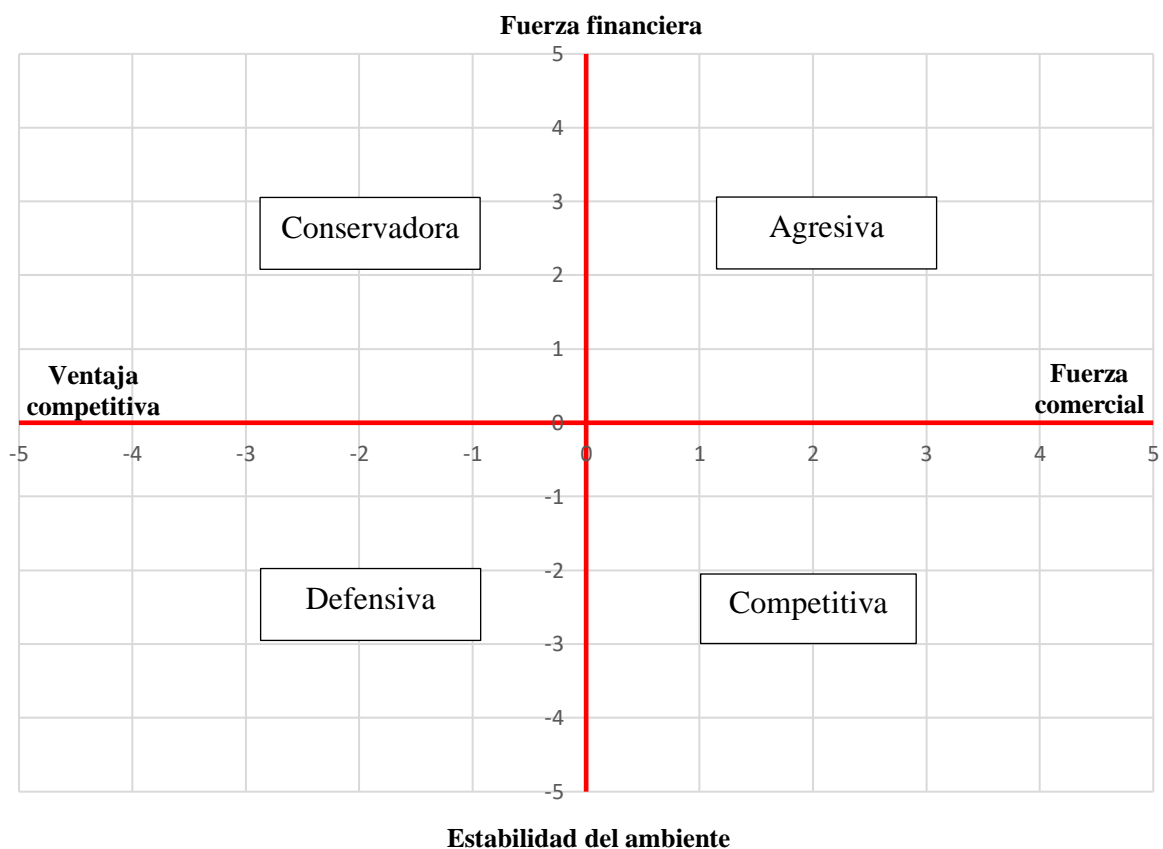 Fuerza financiera
5
4
3
Conservadora
Agresiva
2
1
Ventaja
competitiva
Fuerza
comercial
0
-5 -4 -3 -2 -1 0 1 2 3 4 5
-1
-2
Defensiva
Competitiva
-3
-4
-5
Estabilidad del ambiente